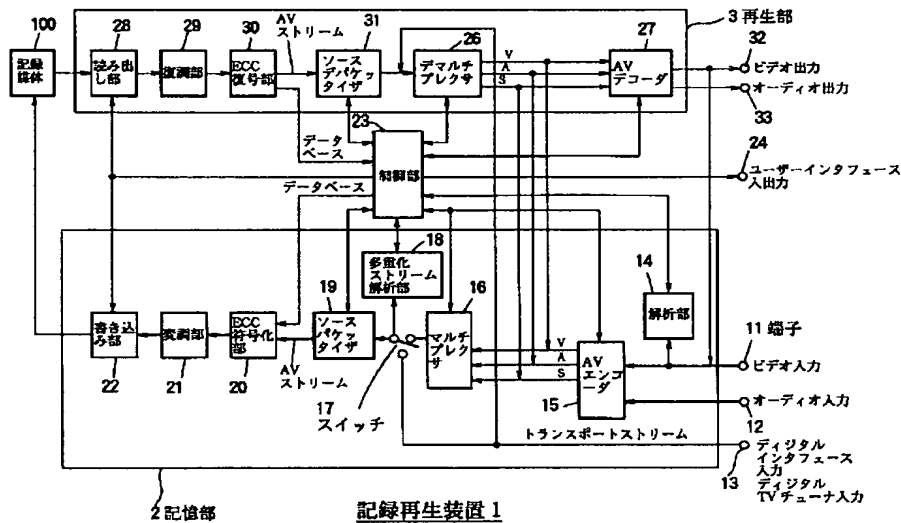 100
記録
媒体
28
読み出
し部
29
復調部
30
ECC
復号部
AV
ストリーム
31
ソース
デパケッ
タイザ
26
デマルチ
プレクサ
V
A
S
27
AV
デコーダ
3 再生部
32
ビデオ出力
オーディオ出力
33
24
ユーザーインタフェース
入出力
23
制御部
データ
ベース
データベース
18
多重化
ストリーム
解析部
14
解析部
書き込
み部
22
変調部
21
ECC
符号化
部
20
AV
ストリーム
19
ソース
パケッ
タイザ
17
スイッチ
16
マルチ
プレク
サ
V
A
S
AV
エンコ
ーダ
15
11 端子
ビデオ入力
オーディオ入力
12
トランスポートストリーム
13
ディジタル
インタフェース
入力
ディジタル
TVチューナ入力
2 記憶部
記録再生装置 1